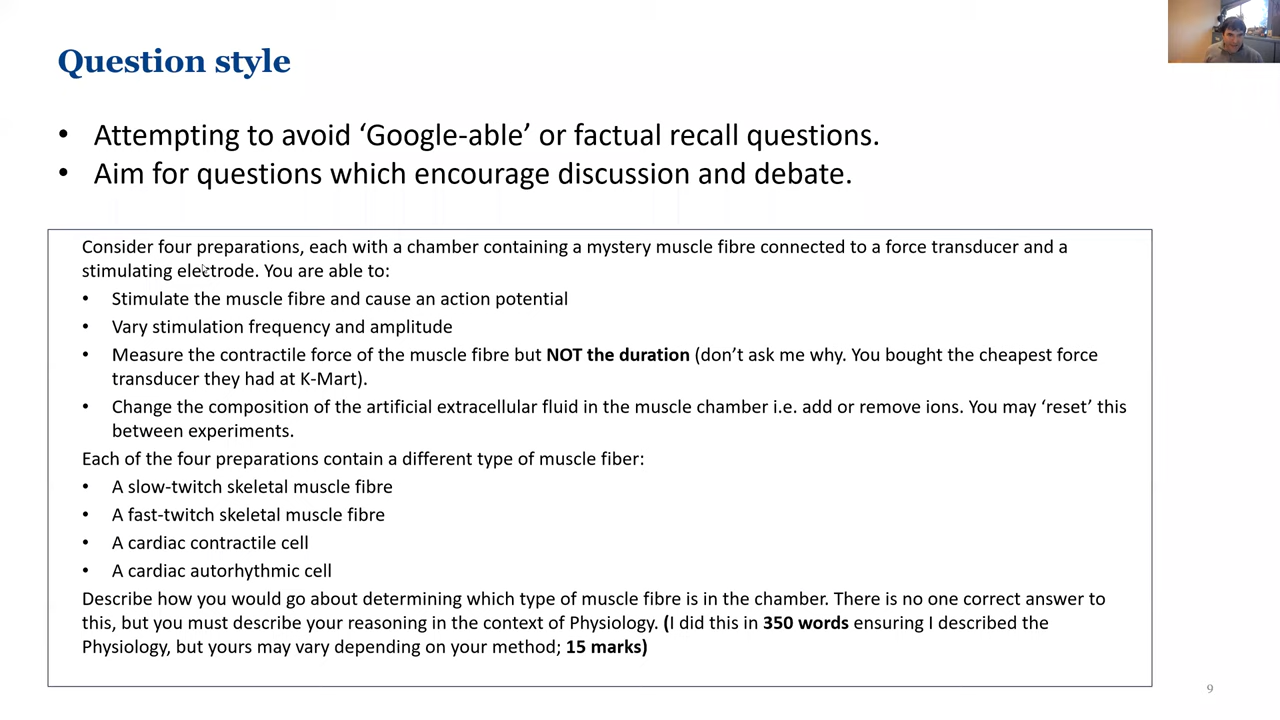 Question style
• Attempting to avoid ‘Google-able’ or factual recall questions.
• Aim for questions which encourage discussion and debate.
Consider four preparations, each with a chamber containing a mystery muscle fibre connected to a force transducer and a
stimulating electrode. You are able to:
• Stimulate the muscle fibre and cause an action potential
• Vary stimulation frequency and amplitude
• Measure the contractile force of the muscle fibre but NOT the duration (don’t ask me why. You bought the cheapest force
transducer they had at K-Mart).
• Change the composition of the artificial extracellular fluid in the muscle chamber i.e. add or remove ions. You may ‘reset’ this
between experiments.
Each of the four preparations contain a different type of muscle fiber:
• A slow-twitch skeletal muscle fibre
• A fast-twitch skeletal muscle fibre
• A cardiac contractile cell
• A cardiac autorhythmic cell
Describe how you would go about determining which type of muscle fibre is in the chamber. There is no one correct answer to
this, but you must describe your reasoning in the context of Physiology. (I did this in 350 words ensuring I described the
Physiology, but yours may vary depending on your method; 15 marks)
9